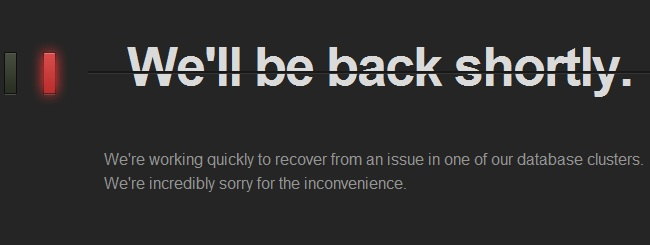 We'll be back shortly.
We're working quickly to recover from an issue in one of our database clusters.
We're incredibly sorry for the inconvenience.